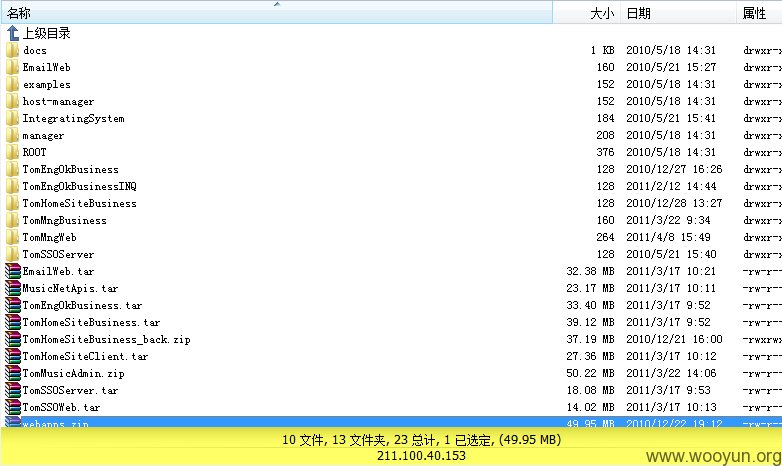 名称 大小 日期 属性
上级目录
docs 1 KB 2010/5/18 14:31 drwxr-x
EmailWeb 160 2010/5/21 15:27 drwxr-x
examples 152 2010/5/18 14:31 drwxr-x
host-manager 152 2010/5/18 14:31 drwxr-x
IntegratingSystem 184 2010/5/21 15:41 drwxr-x
manager 208 2010/5/18 14:31 drwxr-x
ROOT 376 2010/5/18 14:31 drwxr-x
TomEngOkBusiness 128 2010/12/27 16:26 drwxr-x
TomEngOkBusinessINQ 128 2011/2/12 14:44 drwxr-x
TomHomeSiteBusiness 128 2010/12/28 13:27 drwxr-x
TomMngBusiness 160 2011/3/22 9:34 drwxr-x
TomMngWeb 264 2011/4/8 15:49 drwxr-x
TomSSOServer 128 2010/5/21 15:40 drwxr-x
EmailWeb.tar 32.38 MB 2011/3/17 10:21 -rw-r--
MusicNetApis.tar 23.17 MB 2011/3/17 10:11 -rw-r--
TomEngOkBusiness.tar 33.40 MB 2011/3/17 9:52 -rw-r--
TomHomeSiteBusiness.tar 39.12 MB 2011/3/17 9:52 -rw-r--
TomHomeSiteBusiness_back.zip 37.19 MB 2010/12/21 16:00 -rwxrwx
TomHomeSiteClient.tar 27.36 MB 2011/3/17 10:12 -rw-r--
TomMusicAdmin.zip 50.22 MB 2011/3/22 14:06 -rw-r--
TomSSOServer.tar 18.08 MB 2011/3/17 9:53 -rw-r--
TomSSOWeb.tar 14.02 MB 2011/3/17 10:13 -rw-r--
webapps.zip 49.95 MB 2010/12/22 19:12 -rw-r--
10 文件, 13 文件夹, 23 总计, 1 已选定, (49.95 MB)
211.100.40.153
www.wooyun.org